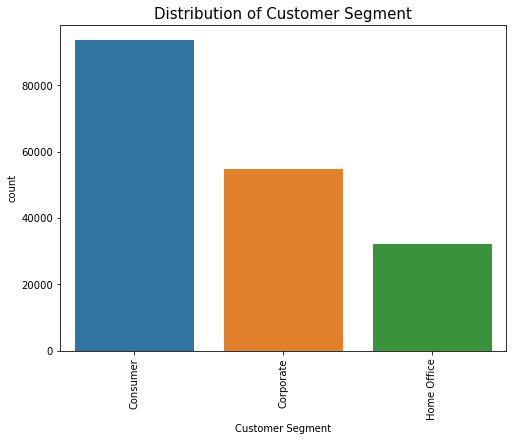 Distribution of Customer Segment
80000
60000
40000
20000
0
count
Consumer
Corporate
Home Office
Customer Segment